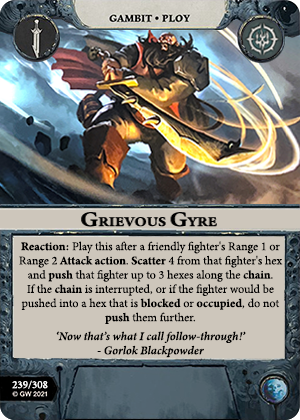 GAMBIT • PLOY
GRIEVOUS GYRE
Reaction: Play this after a friendly fighter's Range 1 or
Range 2 Attack action. Scatter 4 from that fighter's hex
and push that fighter up to 3 hexes along the chain.
If the chain is interrupted, or if the fighter would be
pushed into a hex that is blocked or occupied, do not
push them further.
'Now that's what I call follow-through!'
- Gorlok Blackpowder
239/308
© GW 2021